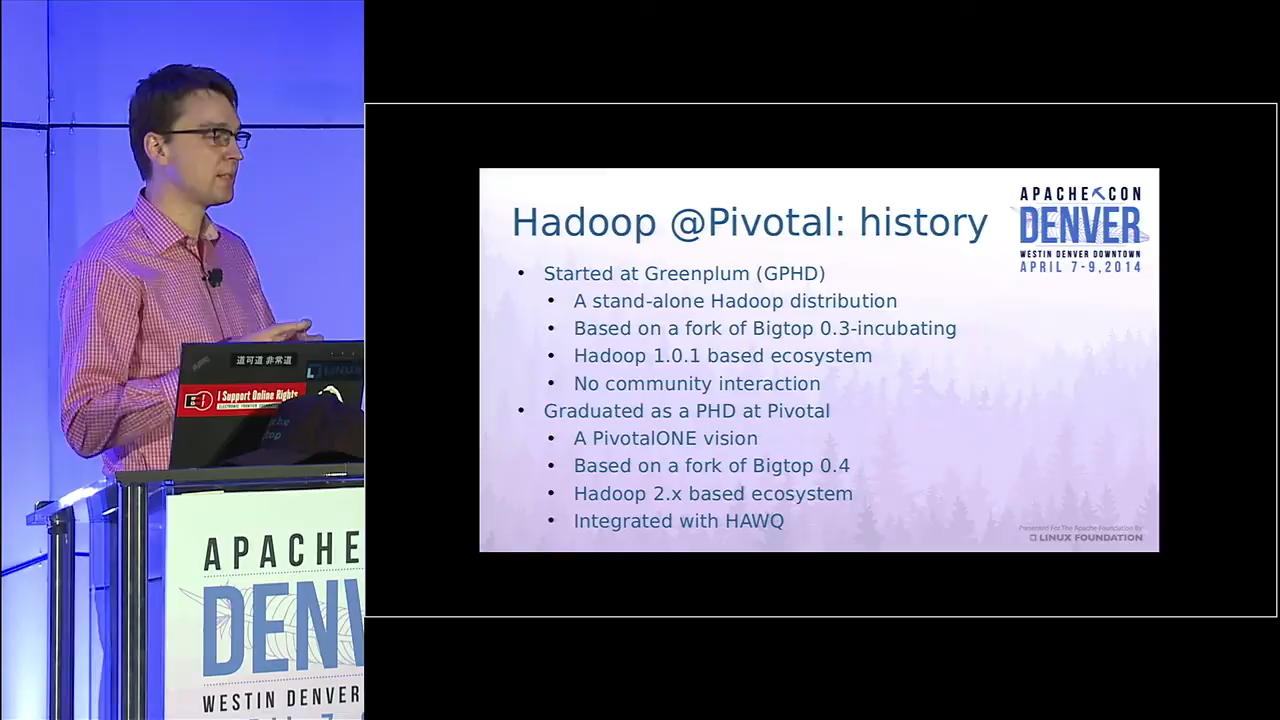 道可道 非常道
I Support Online Rights
ELECTRONIC FRONTIER
APACHE
DENV
WESTIN DENVER
Hadoop @Pivotal: history
APACHE CON
DENVER
WESTIN DENVER DOWNTOWN
APRIL 7-9, 2014
• Started at Greenplum (GPHD)
• A stand-alone Hadoop distribution
• Based on a fork of Bigtop 0.3-incubating
• Hadoop 1.0.1 based ecosystem
• No community interaction
• Graduated as a PHD at Pivotal
• A PivotalONE vision
• Based on a fork of Bigtop 0.4
• Hadoop 2.x based ecosystem
• Integrated with HAWQ
Presented For The Apache Foundation By
LINUX FOUNDATION